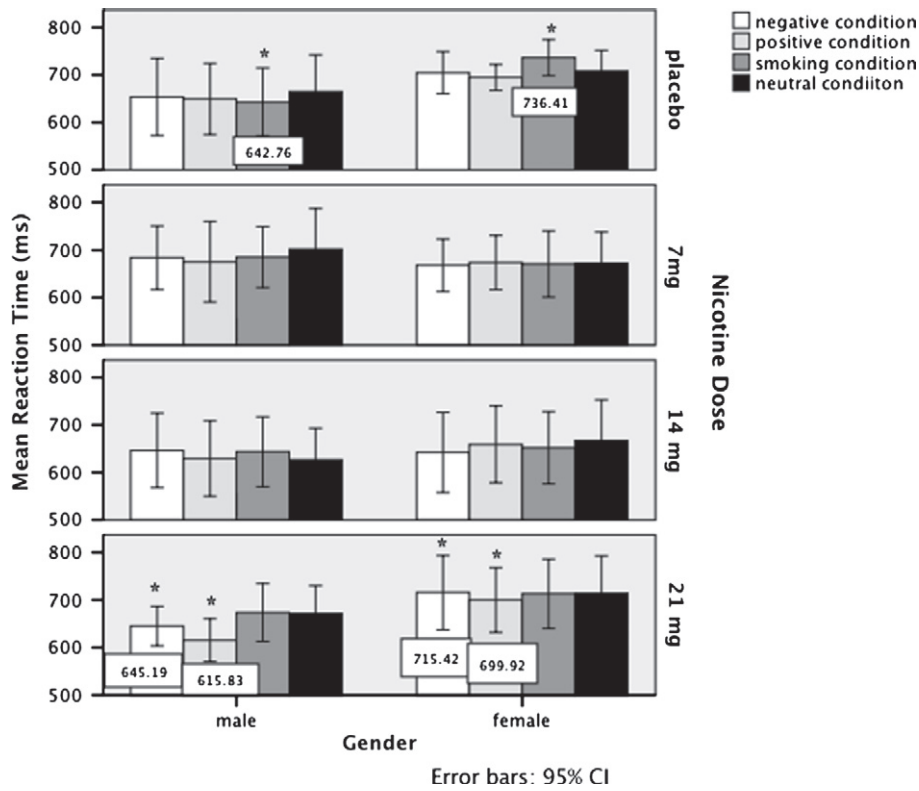 negative condition
positive condition
smoking condition
neutral condiiton
Mean Reaction Time (ms)
800
700
600
500
*
642.76
*
736.41
placebo
800
700
600
500
7mg
Nicotine Dose
800
700
600
500
14 mg
800
700
600
500
*
645.19
*
615.83
*
715.42
*
699.92
21 mg
male
female
Gender
Error bars: 95% CI